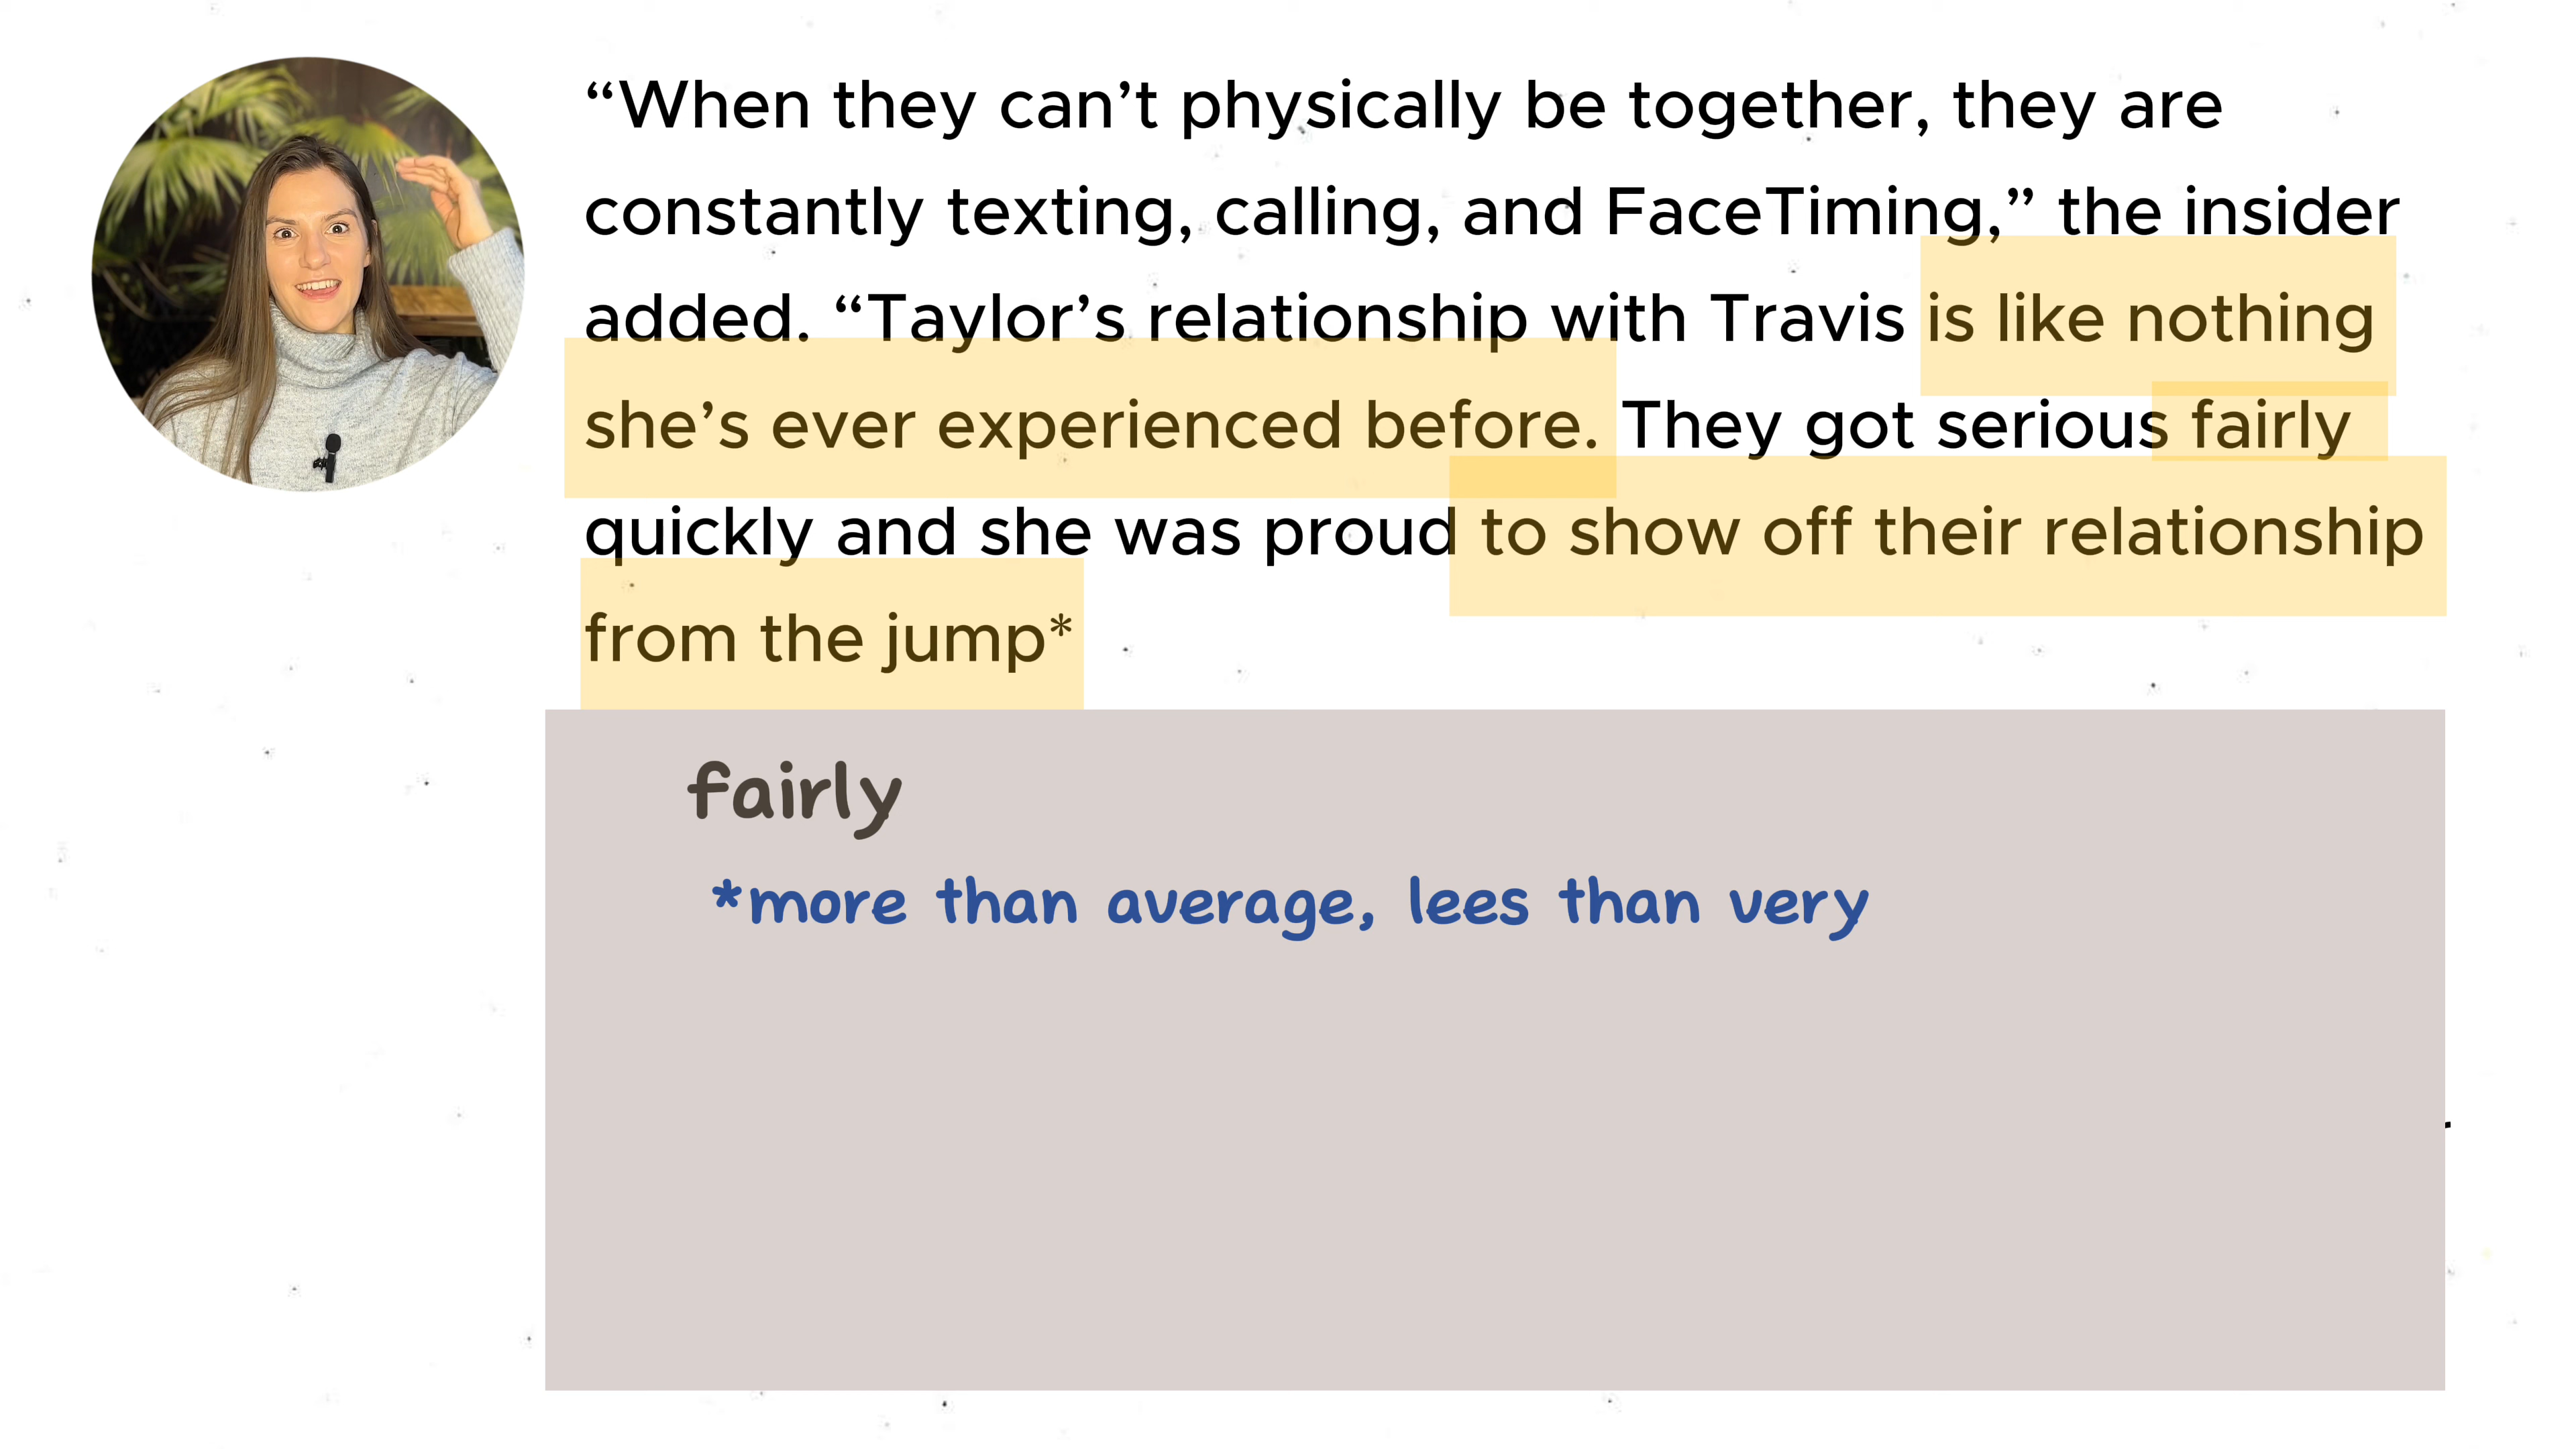 “When they can’t physically be together, they are
constantly texting, calling, and FaceTiming,” the insider
added. “Taylor’s relationship with Travis is like nothing
she’s ever experienced before. They got serious fairly
quickly and she was proud to show off their relationship
from the jump*
fairly
*more than average, lees than very